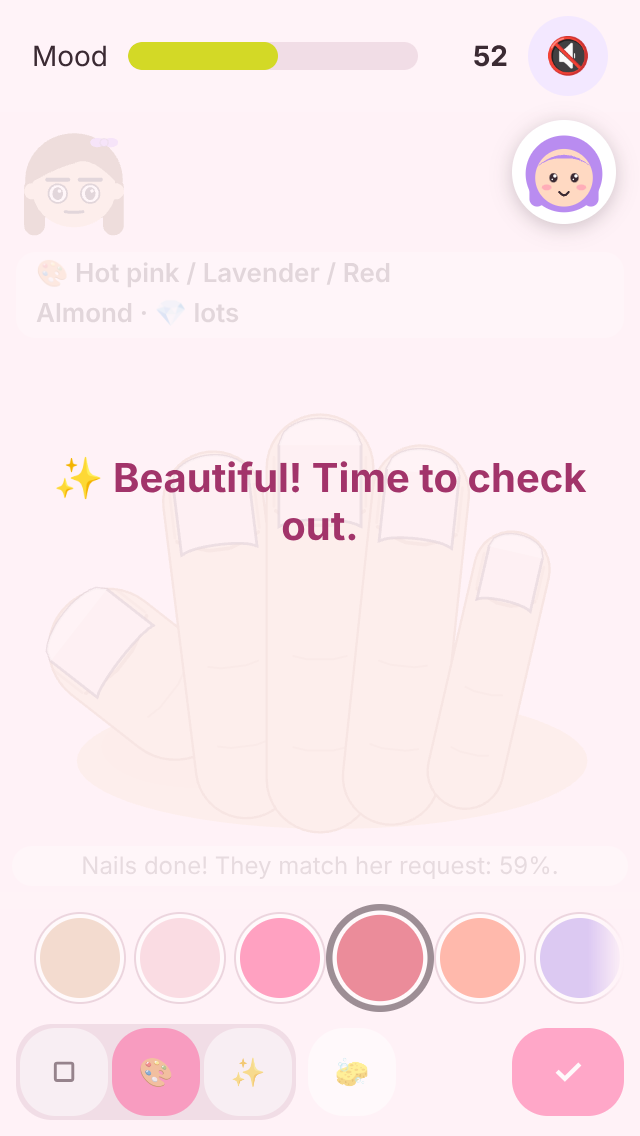 Mood 52
🎨 Hot pink / Lavender / Red
Almond · 💎 lots
✨ Beautiful! Time to check
out.
Nails done! They match her request: 59%.